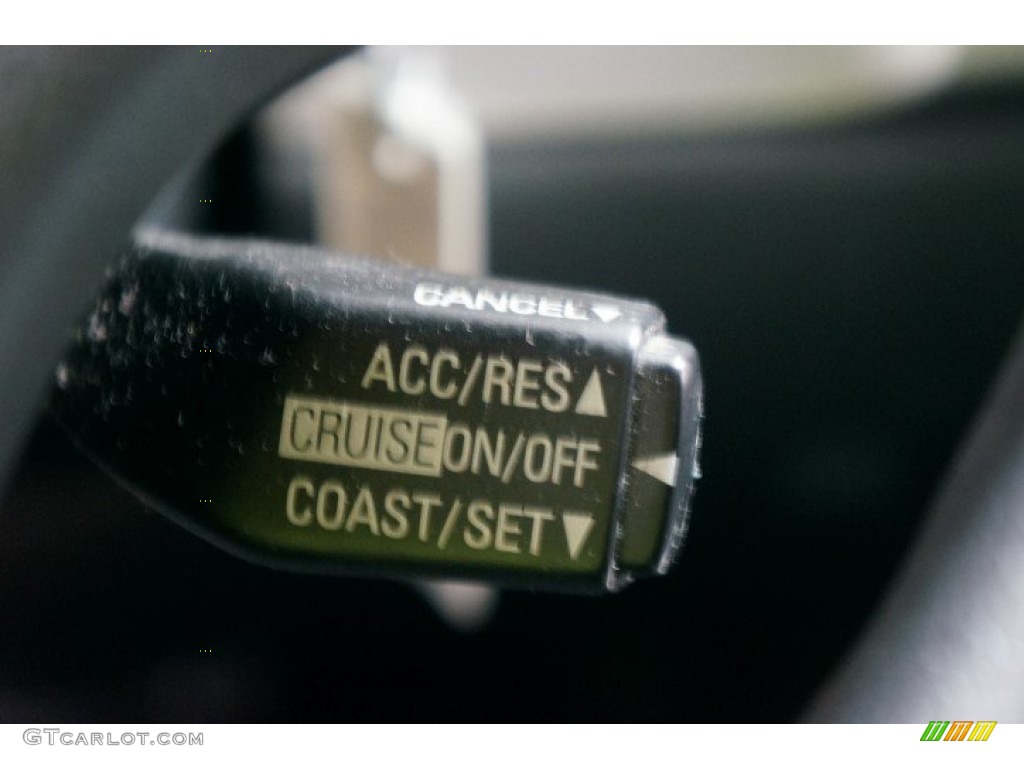 CANCEL▼
ACC/RES▲
CRUISE ON/OFF
COAST/SET▼
GTCARLOT.COM